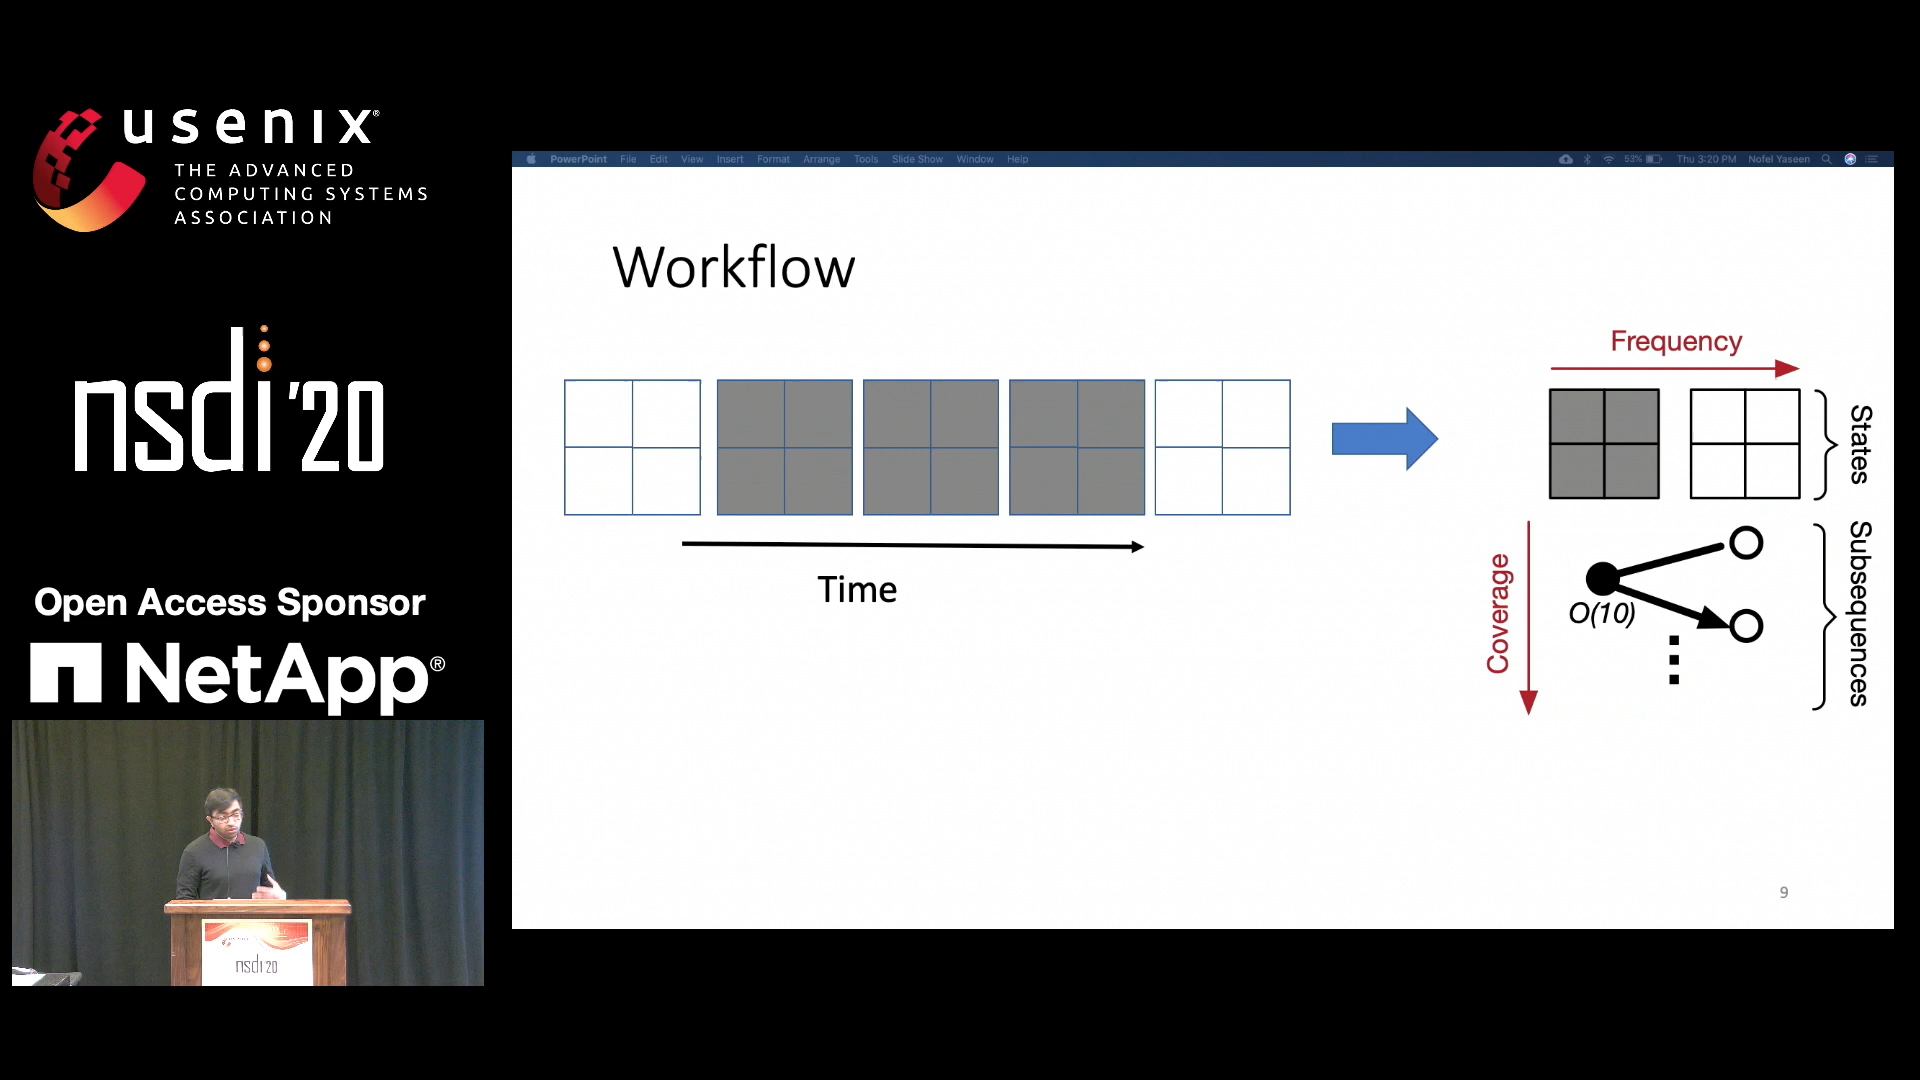 usenix®
THE ADVANCED
COMPUTING SYSTEMS
ASSOCIATION
nsdi '20
Open Access Sponsor
NetApp®
nsdi 20
PowerPoint File Edit View Insert Format Arrange Tools Slide Show Window Help
53% Thu 3:20 PM Nofel Yaseen
Workflow
Time
Frequency
States
Coverage
O(10)
Subsequences
9